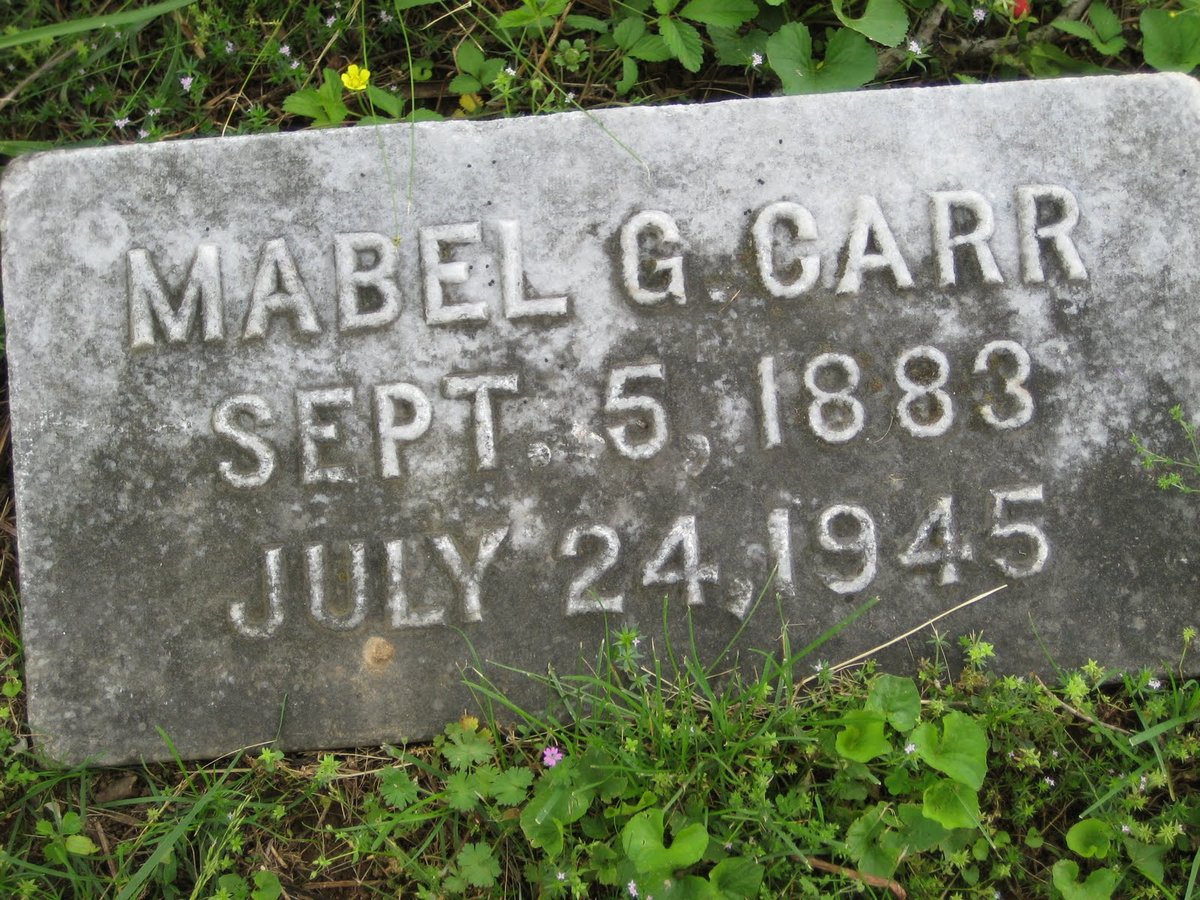 MABEL G. CARR
SEPT. 5, 1883
JULY 24, 1945